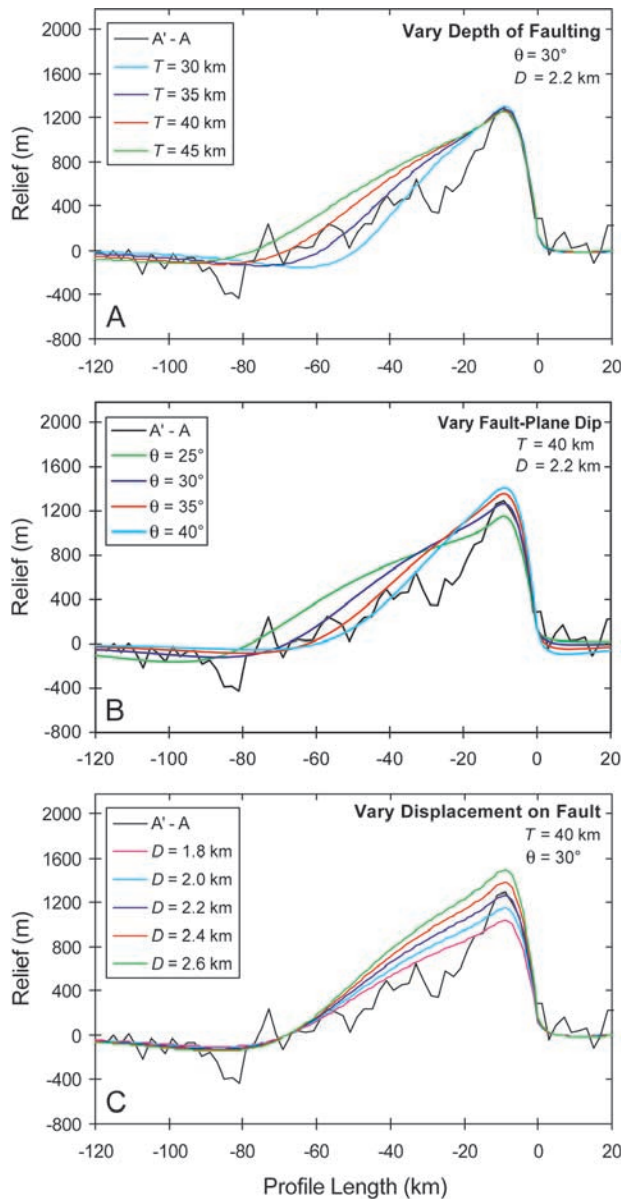 2000
1600
1200
800
400
0
-400
-800
Relief (m)
A' - A
T = 30 km
T = 35 km
T = 40 km
T = 45 km
Vary Depth of Faulting
θ = 30°
D = 2.2 km
A
-120 -100 -80 -60 -40 -20 0 20
2000
1600
1200
800
400
0
-400
-800
Relief (m)
A' - A
θ = 25°
θ = 30°
θ = 35°
θ = 40°
Vary Fault-Plane Dip
T = 40 km
D = 2.2 km
B
-120 -100 -80 -60 -40 -20 0 20
2000
1600
1200
800
400
0
-400
-800
Relief (m)
A' - A
D = 1.8 km
D = 2.0 km
D = 2.2 km
D = 2.4 km
D = 2.6 km
Vary Displacement on Fault
T = 40 km
θ = 30°
C
-120 -100 -80 -60 -40 -20 0 20
Profile Length (km)